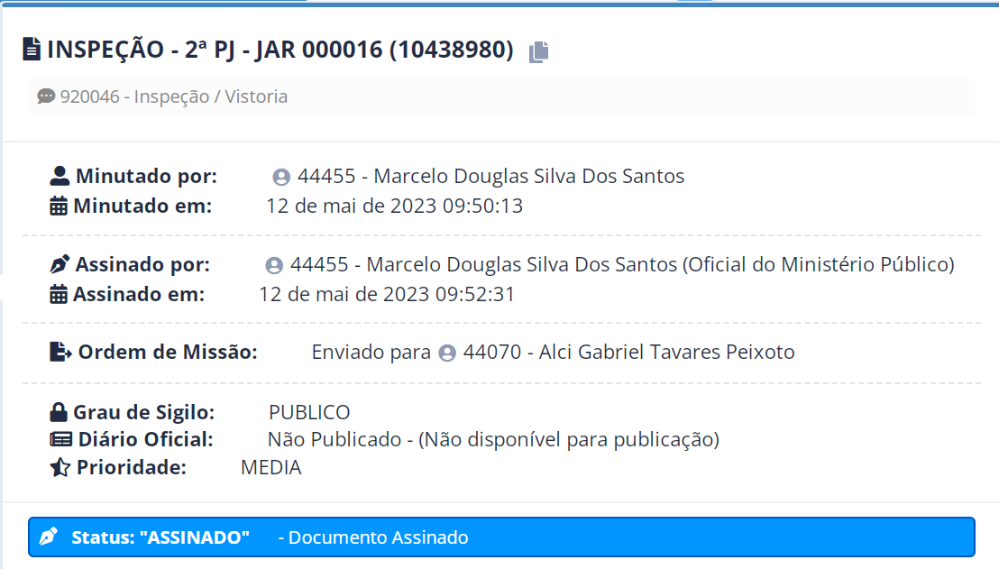 INSPEÇÃO - 2ª PJ - JAR 000016 (10438980)
920046 - Inspeção / Vistoria
Minutado por: 44455 - Marcelo Douglas Silva Dos Santos
Minutado em: 12 de mai de 2023 09:50:13
Assinado por: 44455 - Marcelo Douglas Silva Dos Santos (Oficial do Ministério Público)
Assinado em: 12 de mai de 2023 09:52:31
Ordem de Missão: Enviado para 44070 - Alci Gabriel Tavares Peixoto
Grau de Sigilo: PUBLICO
Diário Oficial: Não Publicado - (Não disponível para publicação)
Prioridade: MEDIA
Status: "ASSINADO" - Documento Assinado